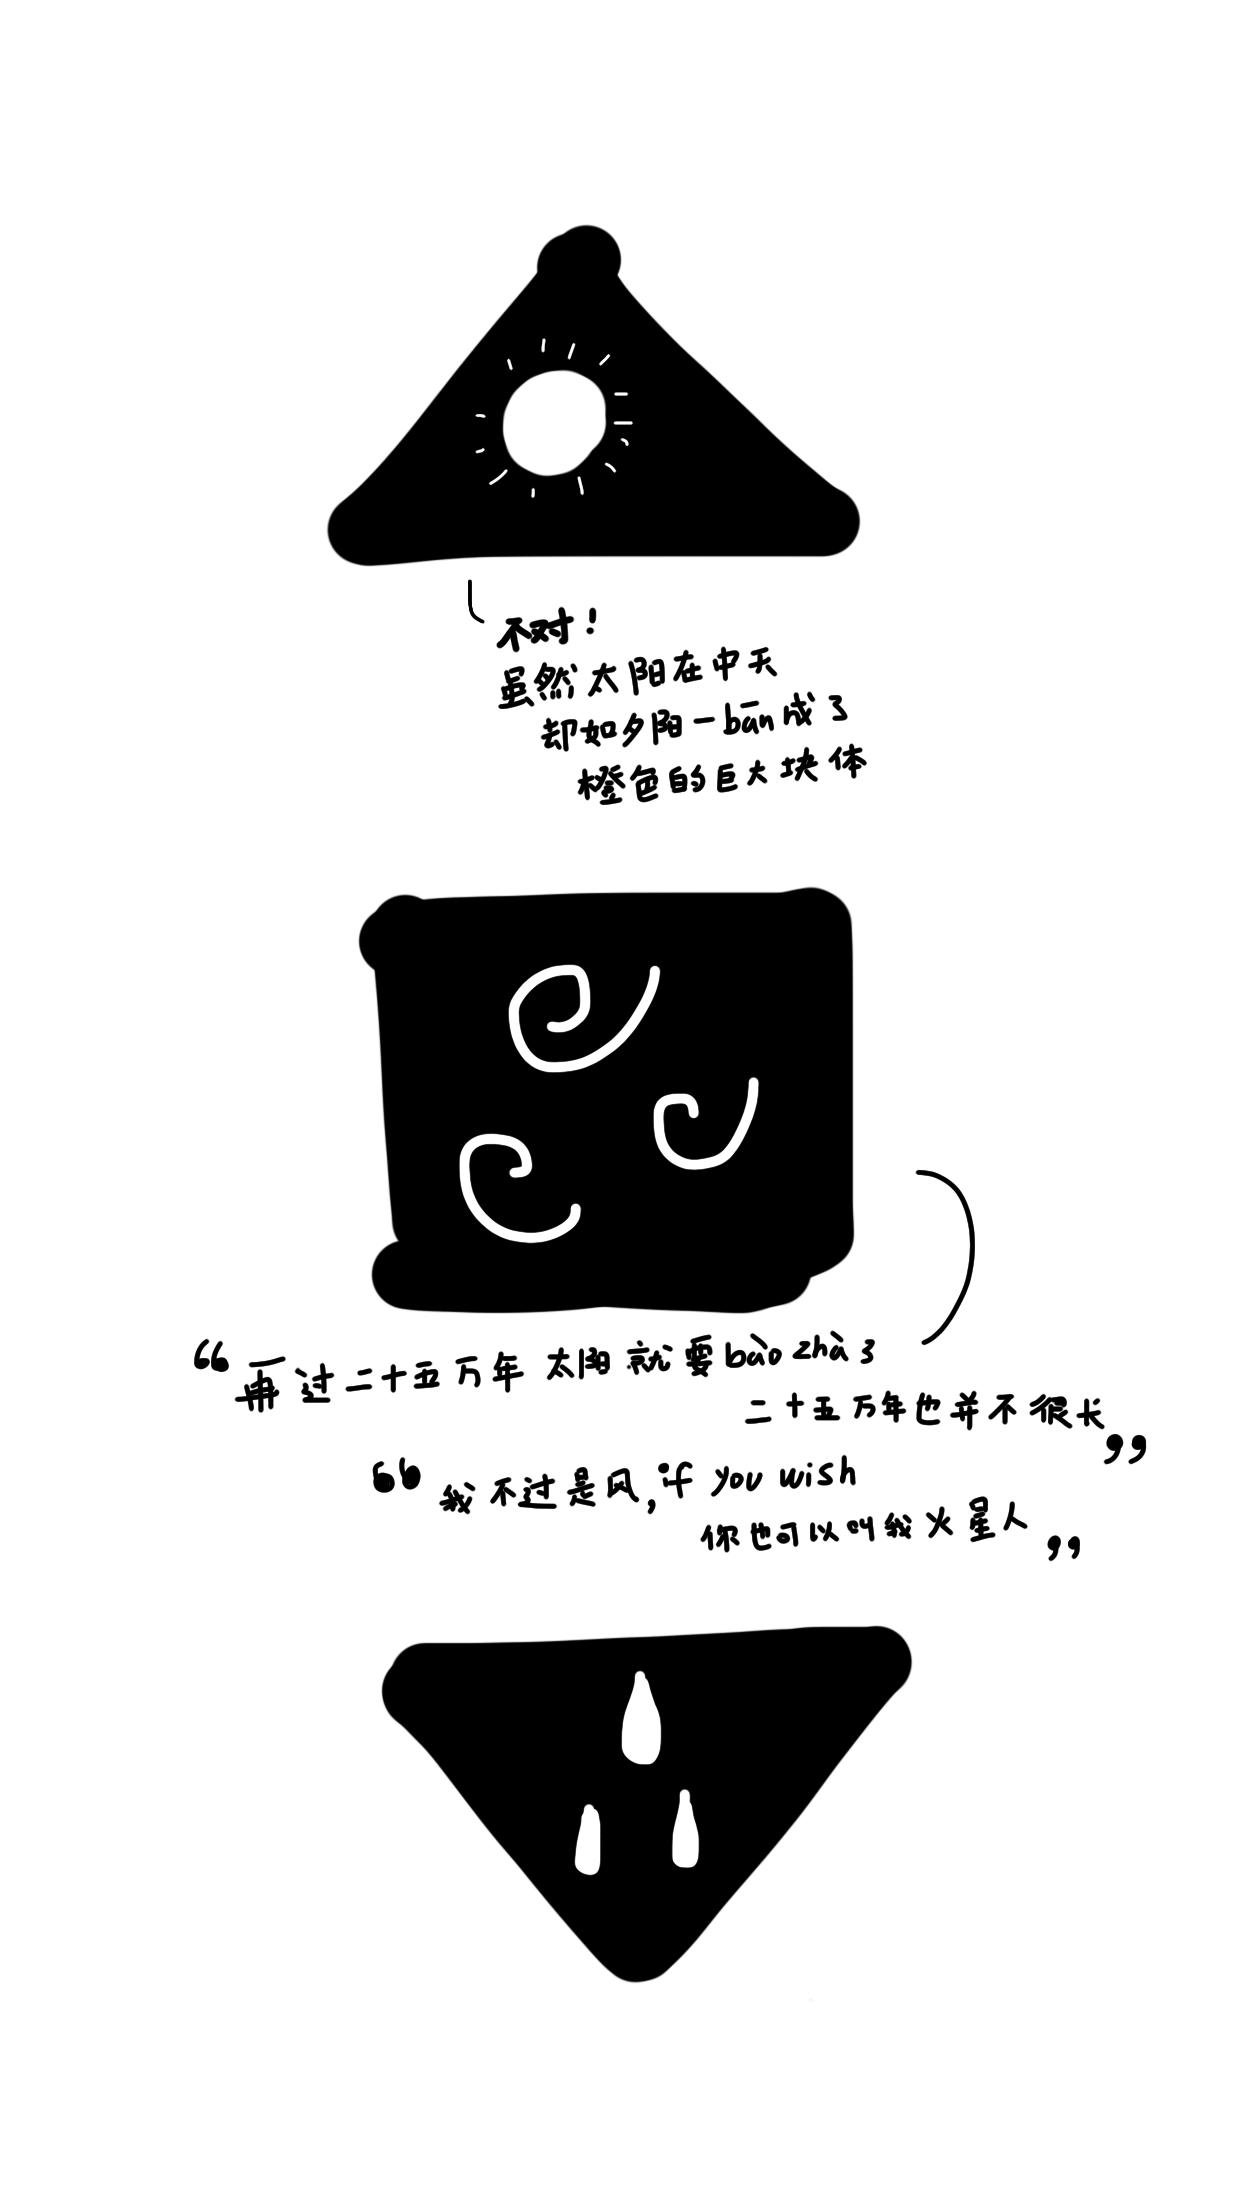 不对！
虽然太阳在中天
却如夕阳一bān成了
橙色的巨大块体
“再过二十五万年 太阳就要bào zhà了
二十五万年也并不很长”
“我不过是风，if you wish
你也可以叫我火星人”